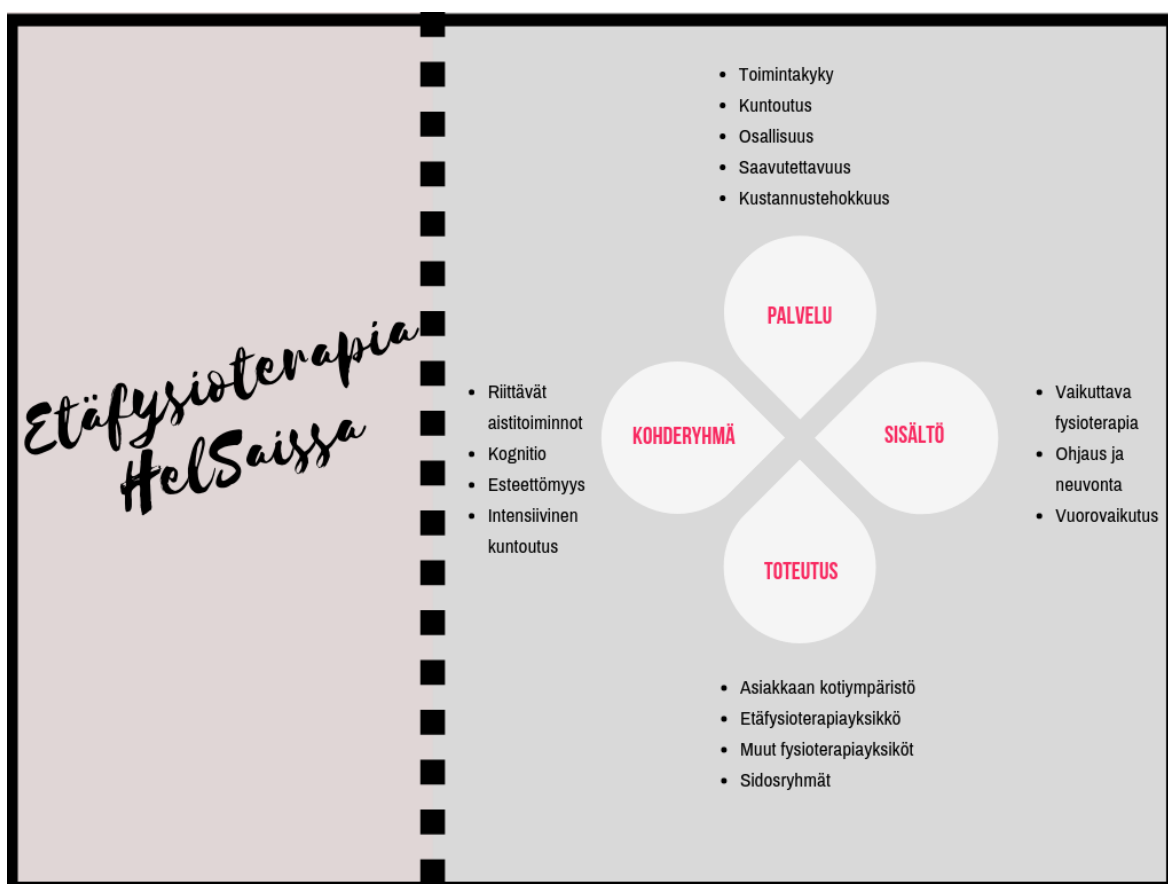 Etäfysioterapia
HelSaissa
• Toimintakyky
• Kuntoutus
• Osallisuus
• Saavutettavuus
• Kustannustehokkuus
PALVELU
• Riittävät
aistitoiminnot
• Kognitio
• Esteettömyys
• Intensiivinen
kuntoutus
KOHDERYHMÄ
SISÄLTÖ
• Vaikuttava
fysioterapia
• Ohjaus ja
neuvonta
• Vuorovaikutus
TOTEUTUS
• Asiakkaan kotiympäristö
• Etäfysioterapiayksikkö
• Muut fysioterapiayksiköt
• Sidosryhmät